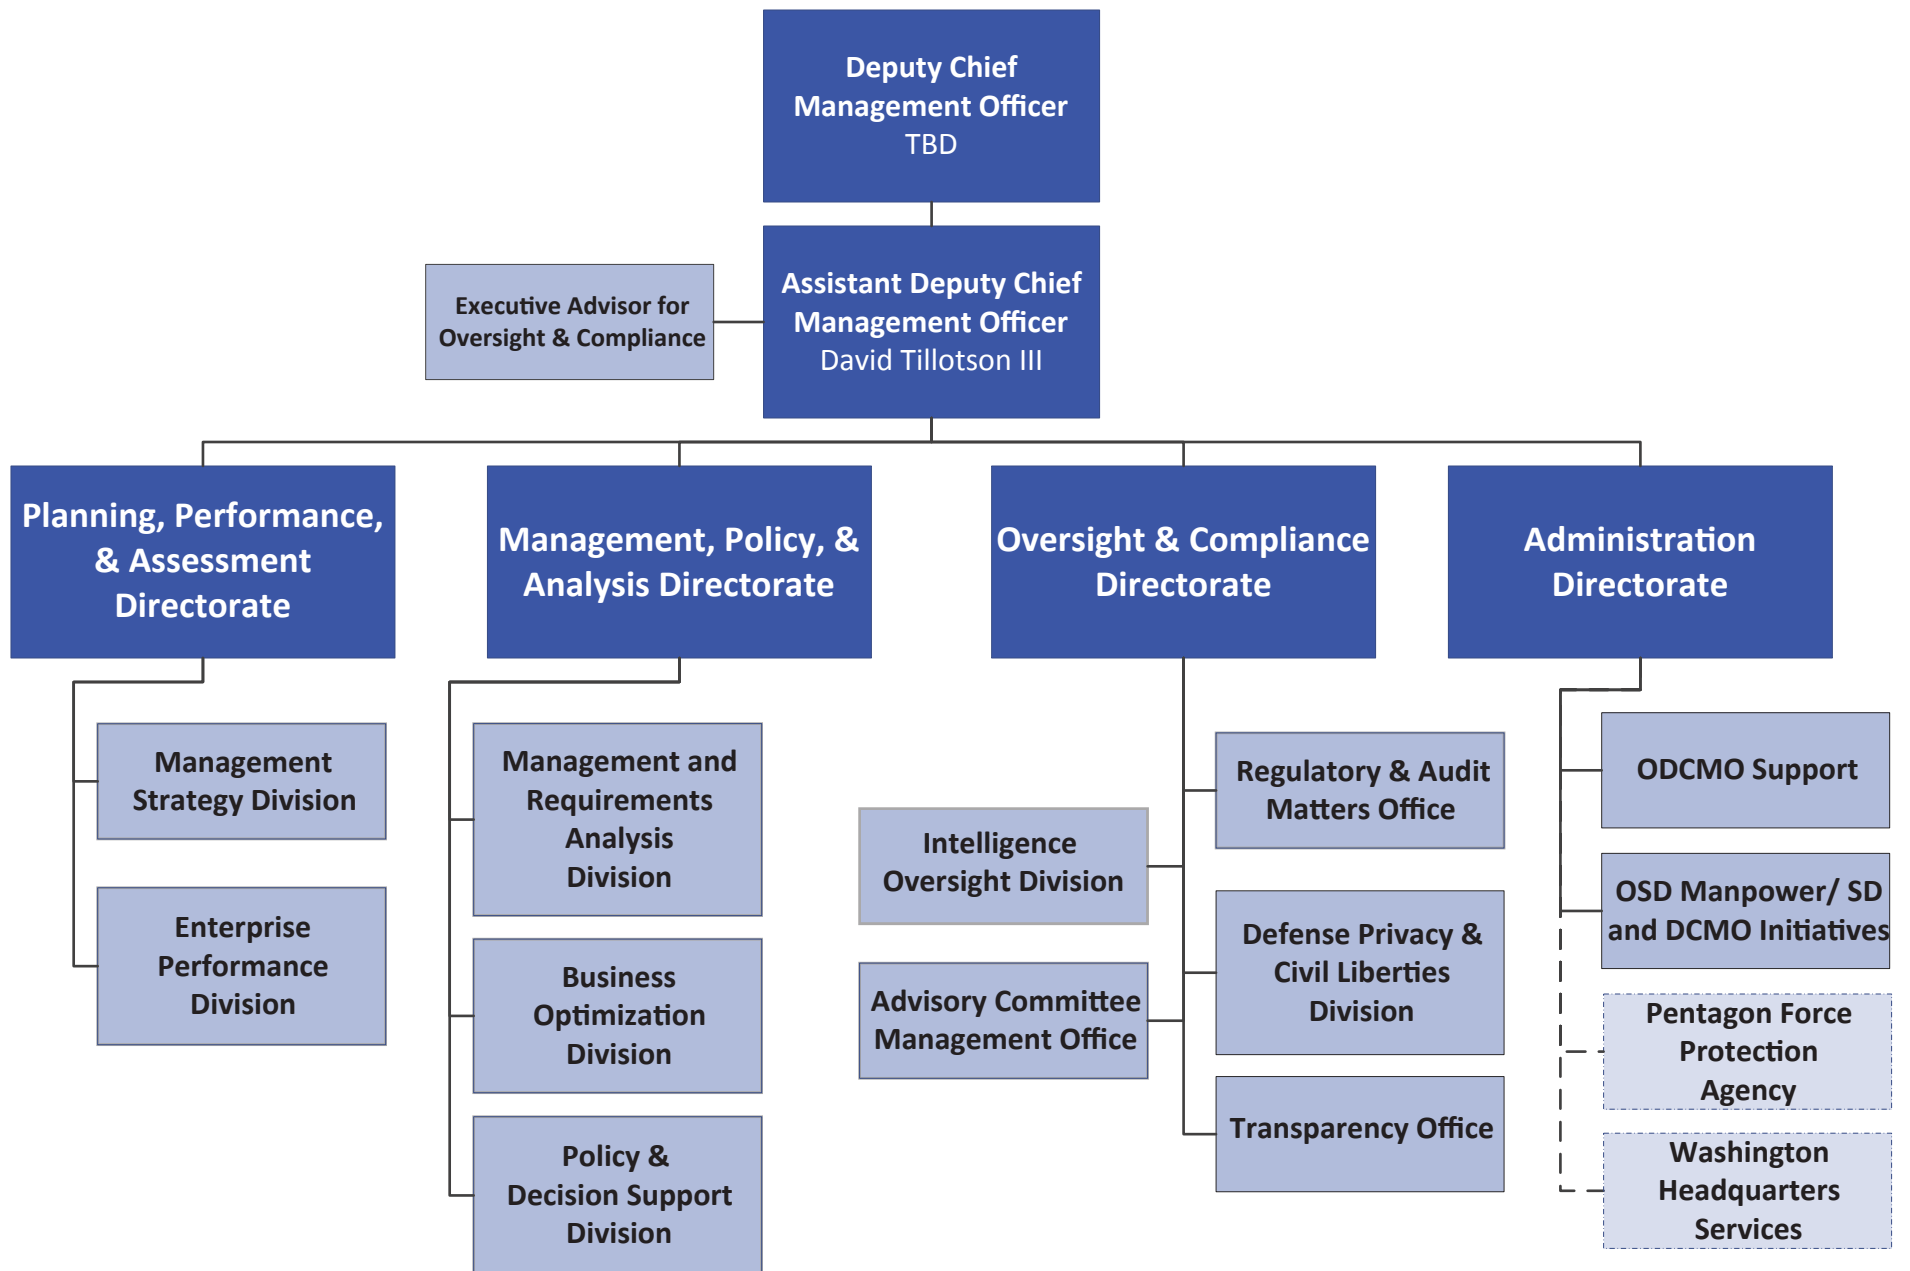 Deputy Chief
Management Officer
TBD
Executive Advisor for
Oversight & Compliance
Assistant Deputy Chief
Management Officer
David Tillotson III
Planning, Performance,
& Assessment
Directorate
Management, Policy, &
Analysis Directorate
Oversight & Compliance
Directorate
Administration
Directorate
Management
Strategy Division
Enterprise
Performance
Division
Management and
Requirements
Analysis
Division
Business
Optimization
Division
Policy &
Decision Support
Division
Intelligence
Oversight Division
Advisory Committee
Management Office
Regulatory & Audit
Matters Office
Defense Privacy &
Civil Liberties
Division
Transparency Office
ODCMO Support
OSD Manpower/ SD
and DCMO Initiatives
Pentagon Force
Protection
Agency
Washington
Headquarters
Services